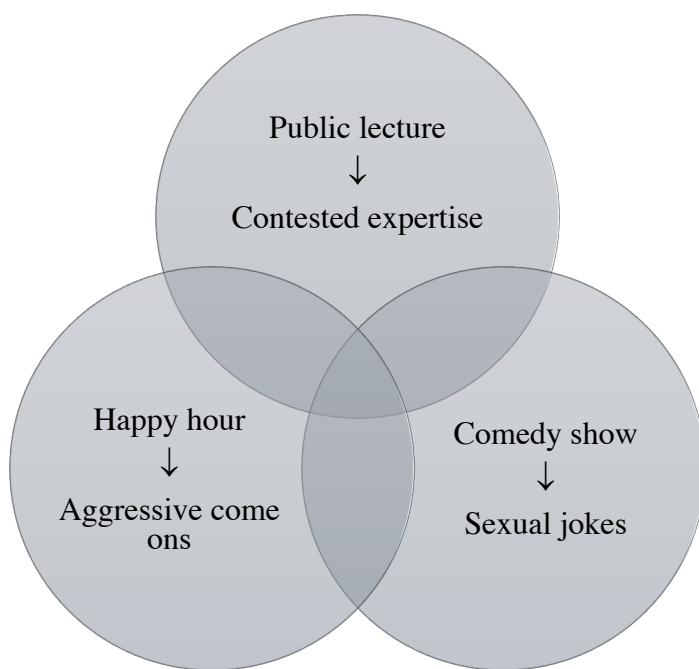 Public lecture
↓
Contested expertise
Happy hour
↓
Aggressive come
ons
Comedy show
↓
Sexual jokes